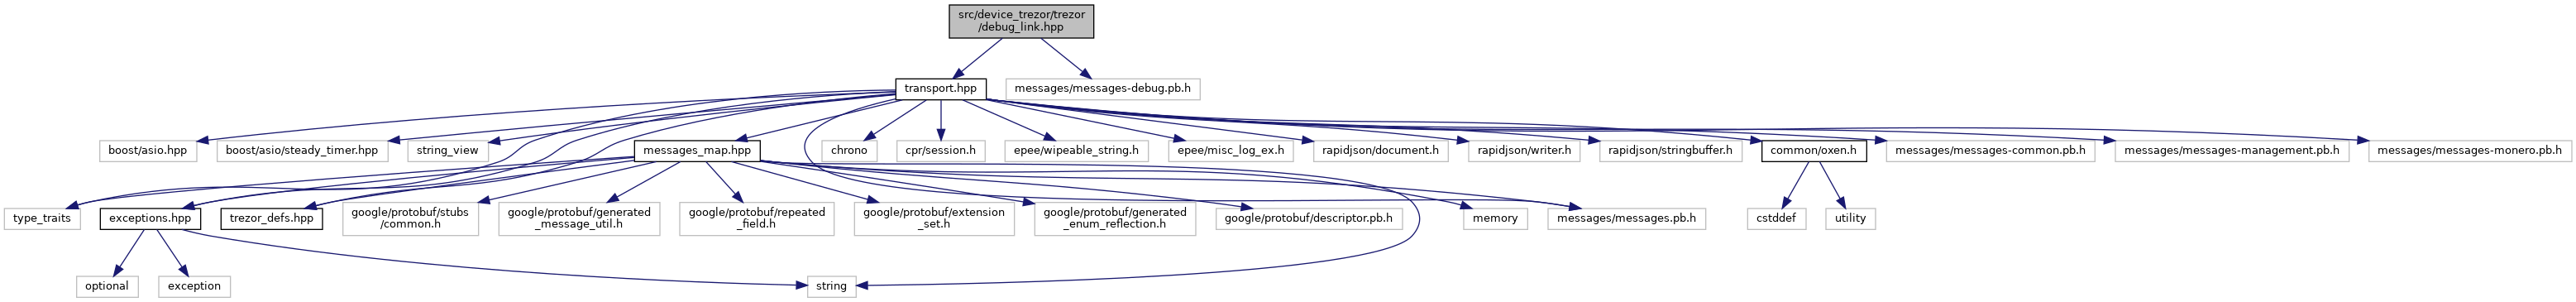 src/device_trezor/trezor
/debug_link.hpp
transport.hpp
messages/messages-debug.pb.h
boost/asio.hpp
boost/asio/steady_timer.hpp
string_view
messages_map.hpp
chrono
cpr/session.h
epee/wipeable_string.h
epee/misc_log_ex.h
rapidjson/document.h
rapidjson/writer.h
rapidjson/stringbuffer.h
common/oxen.h
messages/messages-common.pb.h
messages/messages-management.pb.h
messages/messages-monero.pb.h
type_traits
exceptions.hpp
trezor_defs.hpp
google/protobuf/stubs
/common.h
google/protobuf/generated
_message_util.h
google/protobuf/repeated
_field.h
google/protobuf/extension
_set.h
google/protobuf/generated
_enum_reflection.h
google/protobuf/descriptor.pb.h
memory
messages/messages.pb.h
cstddef
utility
optional
exception
string